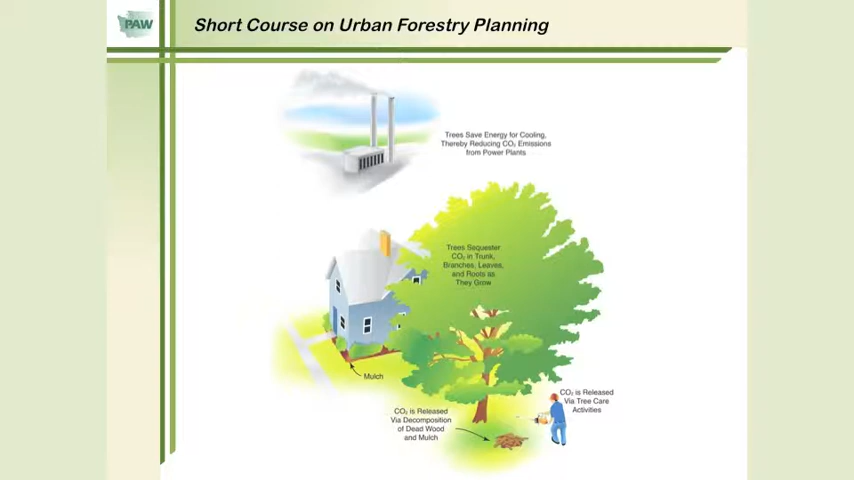 PAW
Short Course on Urban Forestry Planning
Trees Save Energy for Cooling,
Thereby Reducing CO₂ Emissions
from Power Plants
Trees Sequester
CO₂ in Trunk,
Branches, Leaves,
and Roots as
They Grow
Mulch
CO₂ is Released
Via Tree Care
Activities
CO₂ is Released
Via Decomposition
of Dead Wood
and Mulch